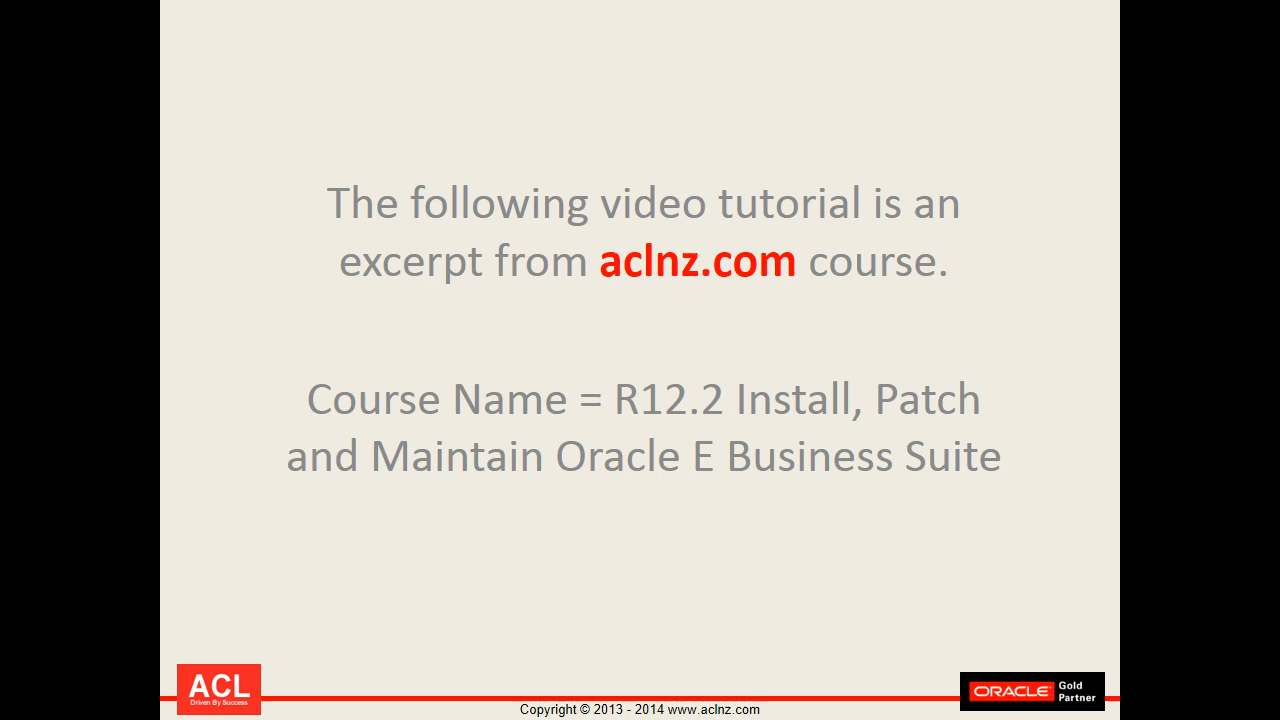 The following video tutorial is an
excerpt from aclnz.com course.
Course Name = R12.2 Install, Patch
and Maintain Oracle E Business Suite
ACL
Driven By Success
Copyright © 2013 - 2014 www.aclnz.com
ORACLE Gold
Partner